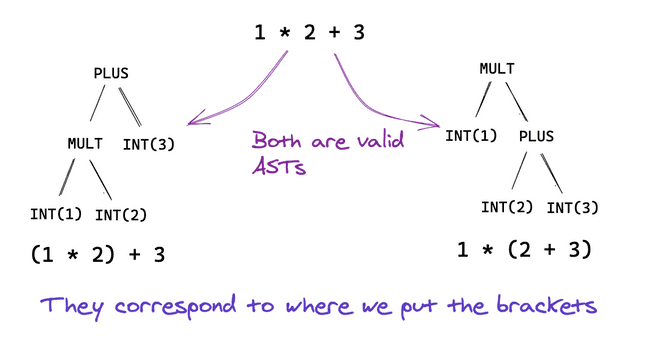 1 * 2 + 3
PLUS
MULT INT(3)
INT(1) INT(2)
(1 * 2) + 3
Both are valid
ASTs
MULT
INT(1) PLUS
INT(2) INT(3)
1 * (2 + 3)
They correspond to where we put the brackets